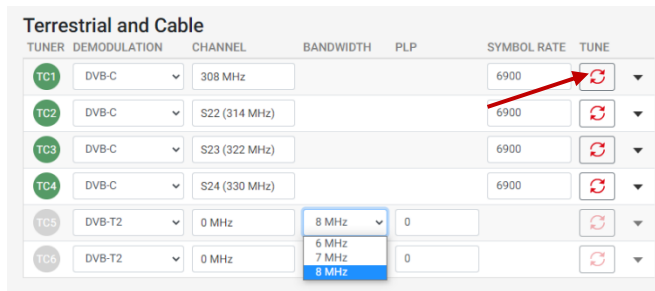 Terrestrial and Cable
TUNER DEMODULATION CHANNEL BANDWIDTH PLP SYMBOL RATE TUNE
TC1 DVB-C 308 MHz 6900
TC2 DVB-C S22 (314 MHz) 6900
TC3 DVB-C S23 (322 MHz) 6900
TC4 DVB-C S24 (330 MHz) 6900
TC5 DVB-T2 0 MHz 8 MHz 0
6 MHz
TC6 DVB-T2 0 MHz 7 MHz 0
8 MHz